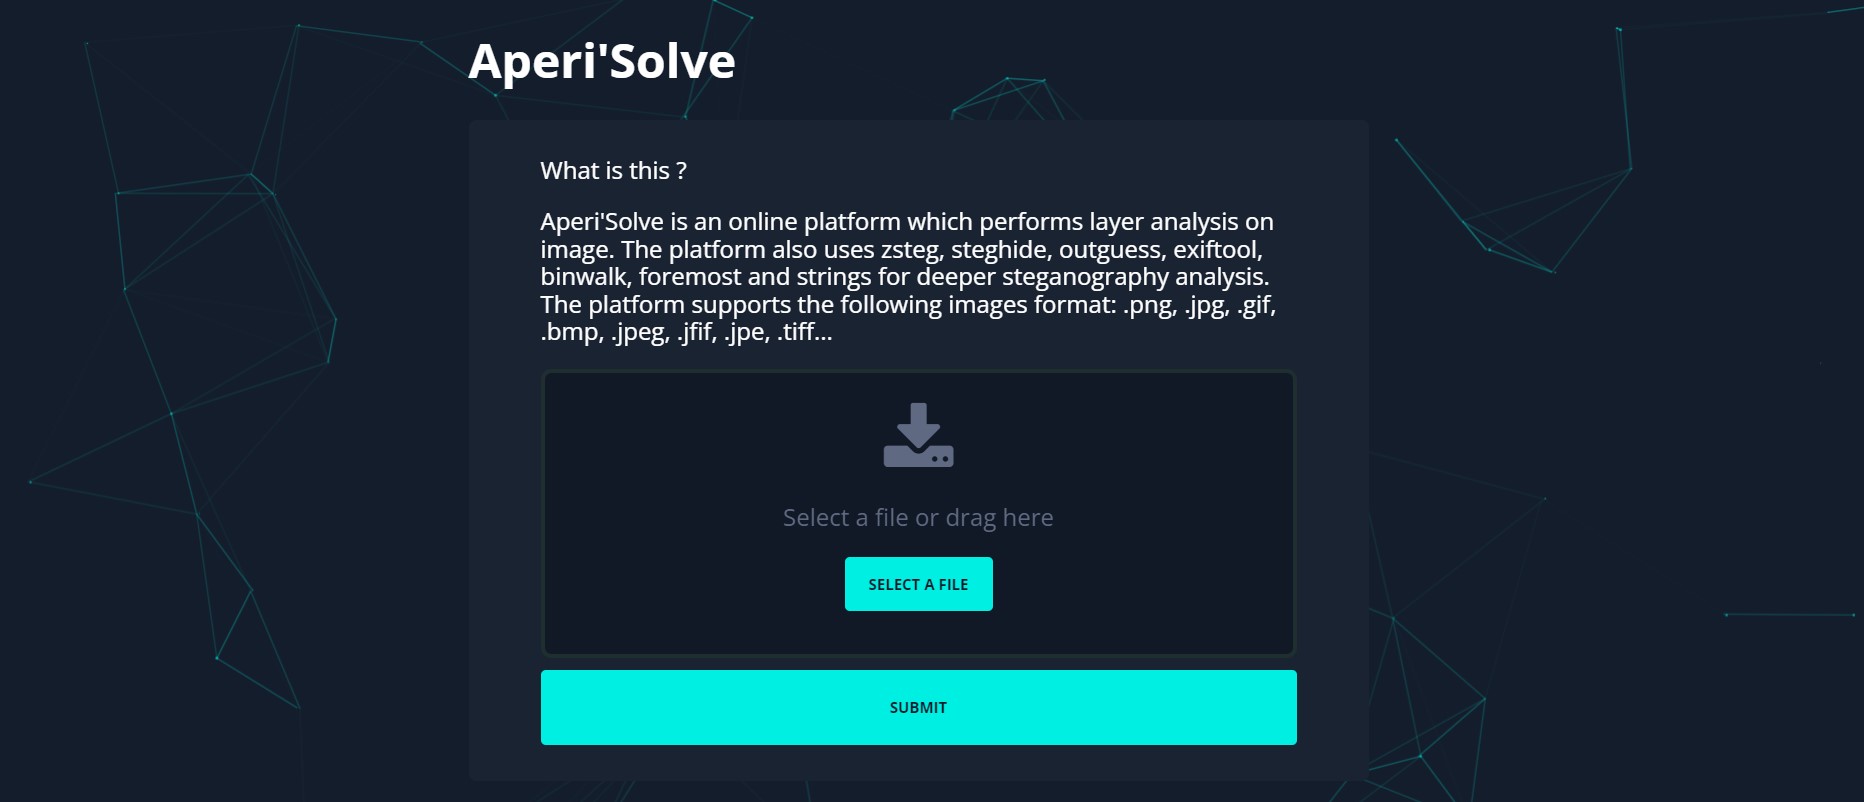 Aperi'Solve
What is this ?
Aperi'Solve is an online platform which performs layer analysis on
image. The platform also uses zsteg, steghide, outguess, exiftool,
binwalk, foremost and strings for deeper steganography analysis.
The platform supports the following images format: .png, .jpg, .gif,
.bmp, .jpeg, .jfif, .jpe, .tiff...
Select a file or drag here
SELECT A FILE
SUBMIT